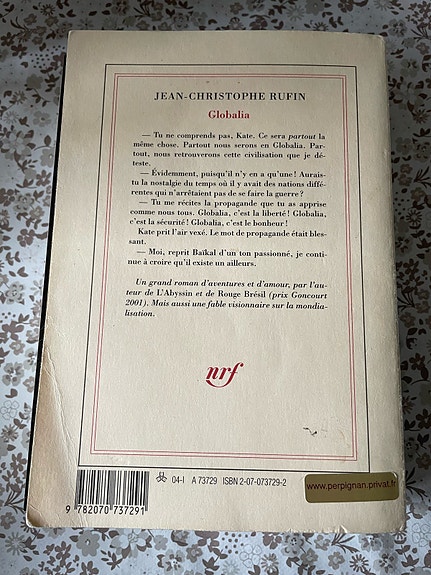 JEAN-CHRISTOPHE RUFIN
Globalia
— Tu ne comprends pas, Kate. Ce sera partout la
même chose. Partout nous serons en Globalia. Par-
tout, nous retrouverons cette civilisation que je dé-
teste.
— Évidemment, puisqu'il n'y en a qu'une ! Aurais-
tu la nostalgie du temps où il y avait des nations diffé-
rentes qui n'arrêtaient pas de se faire la guerre ?
— Tu me récites la propagande que tu as apprise
comme nous tous. Globalia, c'est la liberté ! Globalia,
c'est la sécurité ! Globalia, c'est le bonheur !
Kate prit l'air vexé. Le mot de propagande était bles-
sant.
— Moi, reprit Baïkal d'un ton passionné, je conti-
nue à croire qu'il existe un ailleurs.
Un grand roman d'aventures et d'amour, par l'au-
teur de L'Abyssin et de Rouge Brésil (prix Goncourt
2001). Mais aussi une fable visionnaire sur la mondia-
lisation.
nrf
04-I A 73729 ISBN 2-07-073729-2
9 782070 737291
www.perpignan.privat.fr